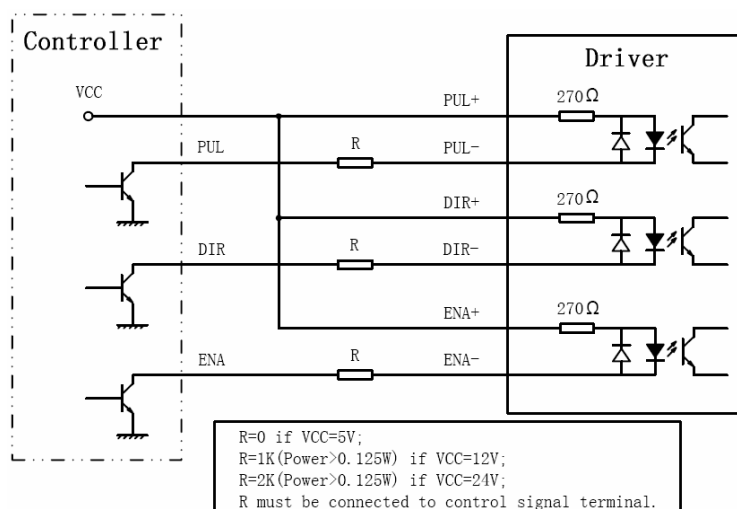 Controller
Driver
VCC
PUL+
270Ω
PUL
R
PUL-
DIR+
270Ω
DIR
R
DIR-
ENA+
270Ω
ENA
R
ENA-
R=0 if VCC=5V;
R=1K(Power>0.125W) if VCC=12V;
R=2K(Power>0.125W) if VCC=24V;
R must be connected to control signal terminal.